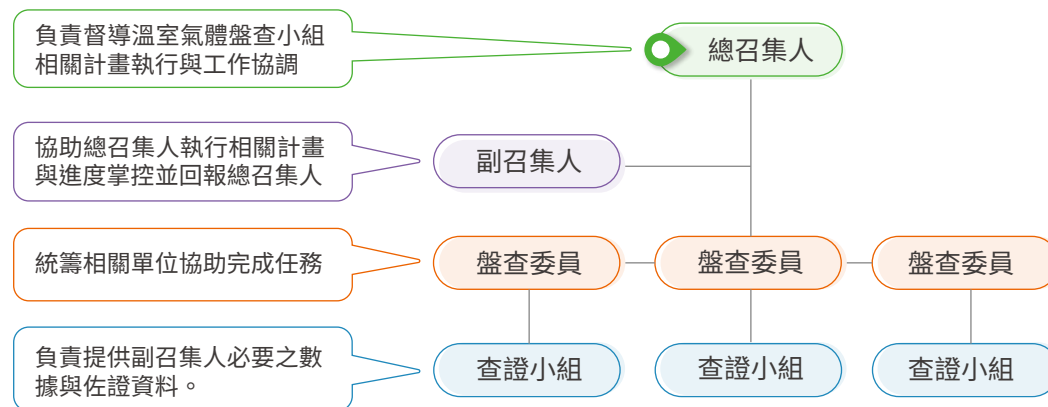 負責督導溫室氣體盤查小組
相關計畫執行與工作協調
總召集人
協助總召集人執行相關計畫
與進度掌控並回報總召集人
副召集人
統籌相關單位協助完成任務
盤查委員
盤查委員
盤查委員
負責提供副召集人必要之數
據與佐證資料。
查證小組
查證小組
查證小組